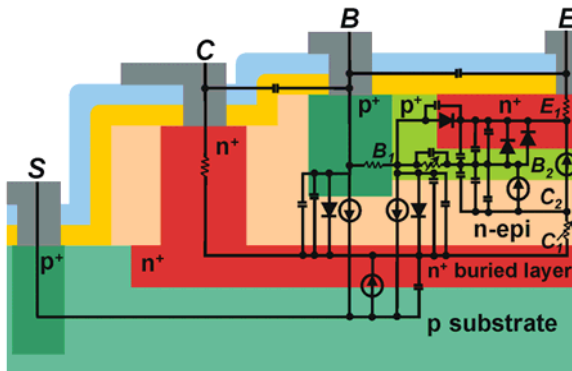 B
E
C
p+
p+
n+
E1
n+
B1
B2
S
C2
n-epi
C1
p+
n+
n+ buried layer
p substrate